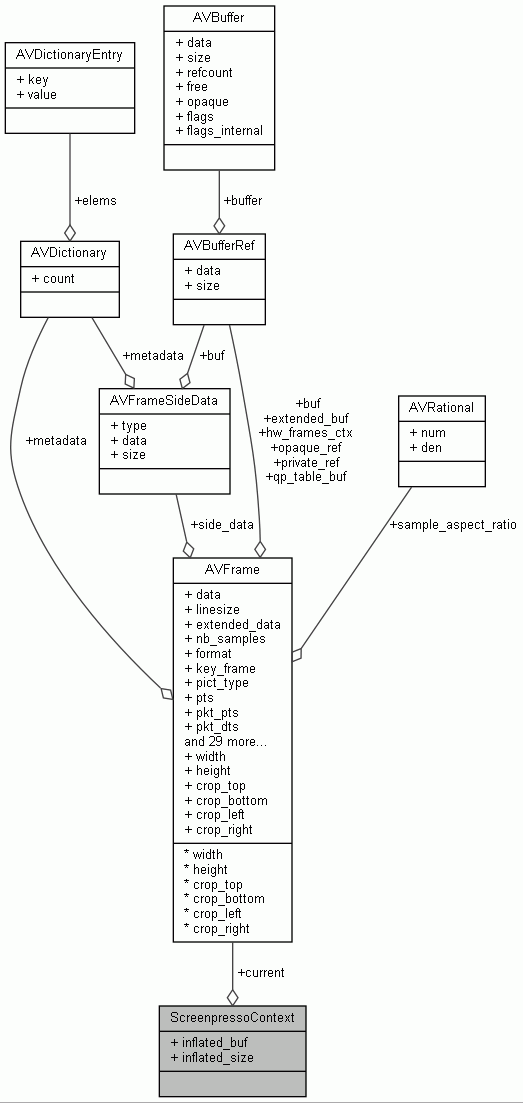 AVBuffer
+ data
+ size
+ refcount
+ free
+ opaque
+ flags
+ flags_internal
AVDictionaryEntry
+ key
+ value
+elems
+buffer
AVDictionary
+ count
AVBufferRef
+ data
+ size
+metadata
+buf
AVFrameSideData
+ type
+ data
+ size
+metadata
+buf
+extended_buf
+hw_frames_ctx
+opaque_ref
+private_ref
+qp_table_buf
AVRational
+ num
+ den
+side_data
+sample_aspect_ratio
AVFrame
+ data
+ linesize
+ extended_data
+ nb_samples
+ format
+ key_frame
+ pict_type
+ pts
+ pkt_pts
+ pkt_dts
and 29 more...
+ width
+ height
+ crop_top
+ crop_bottom
+ crop_left
+ crop_right
* width
* height
* crop_top
* crop_bottom
* crop_left
* crop_right
+current
ScreenpressoContext
+ inflated_buf
+ inflated_size